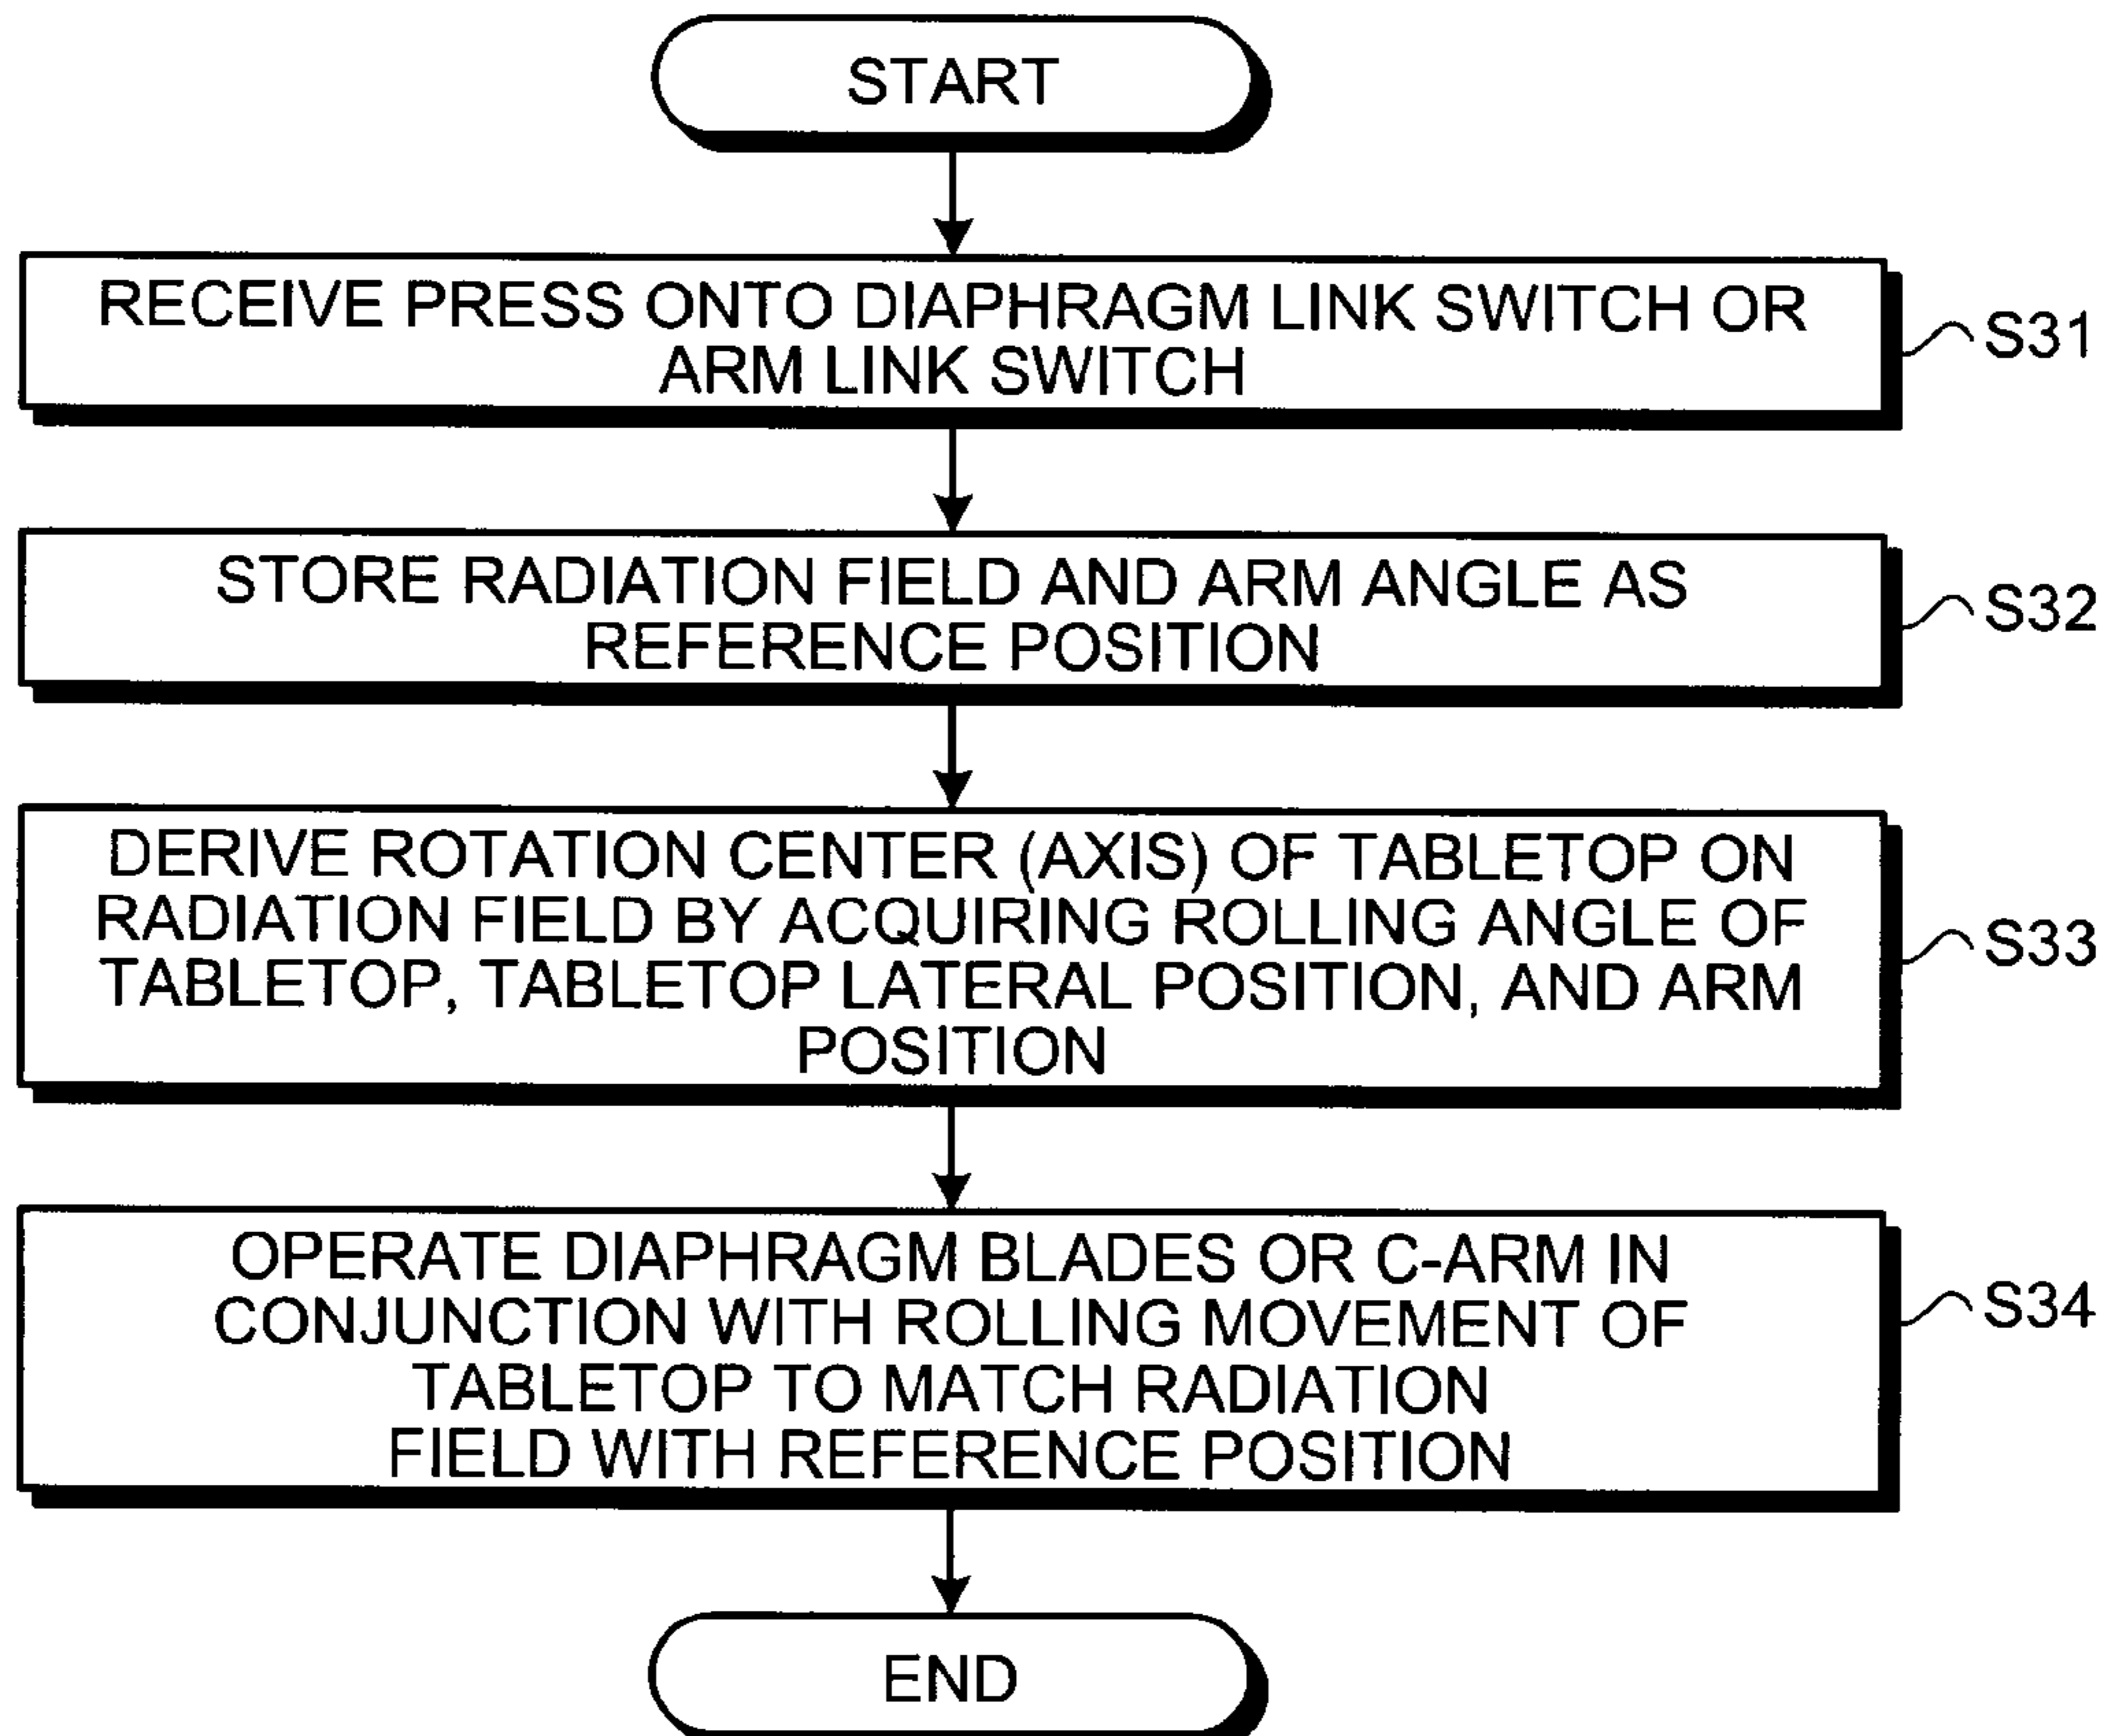 START
RECEIVE PRESS ONTO DIAPHRAGM LINK SWITCH OR
ARM LINK SWITCH
S31
STORE RADIATION FIELD AND ARM ANGLE AS
REFERENCE POSITION
S32
DERIVE ROTATION CENTER (AXIS) OF TABLETOP ON
RADIATION FIELD BY ACQUIRING ROLLING ANGLE OF
TABLETOP, TABLETOP LATERAL POSITION, AND ARM
POSITION
S33
OPERATE DIAPHRAGM BLADES OR C-ARM IN
CONJUNCTION WITH ROLLING MOVEMENT OF
TABLETOP TO MATCH RADIATION
FIELD WITH REFERENCE POSITION
S34
END